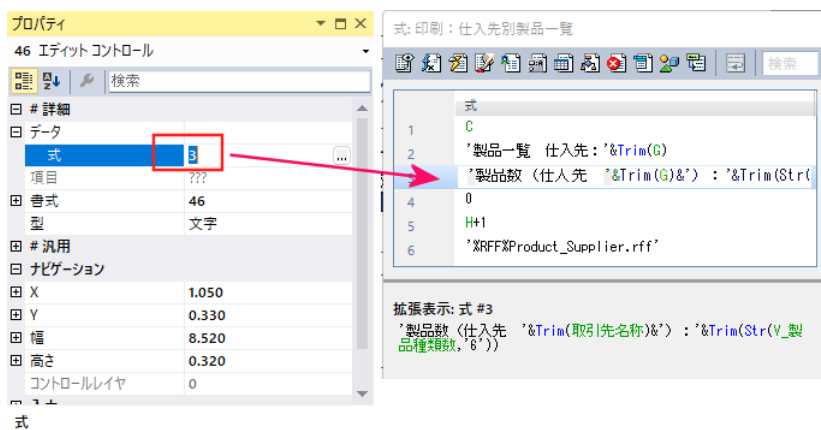 プロパティ
46 エディット コントロール
検索
# 詳細
データ
式 3 ...
項目 ???
書式 46
型 文字
# 汎用
ナビゲーション
X 1.050
Y 0.330
幅 8.520
高さ 0.320
コントロールレイヤ 0
式
式: 印刷：仕入先別製品一覧
検索
式
1 C
2 '製品一覧　仕入先：'&Trim(G)
'製品数（仕入先　'&Trim(G)&'）：'&Trim(Str(
4 0
5 H+1
6 '%RFF%Product_Supplier.rff'
拡張表示: 式 #3
'製品数（仕入先　'&Trim(取引先名称)&'）：'&Trim(Str(V_製
品種類数,'6'))